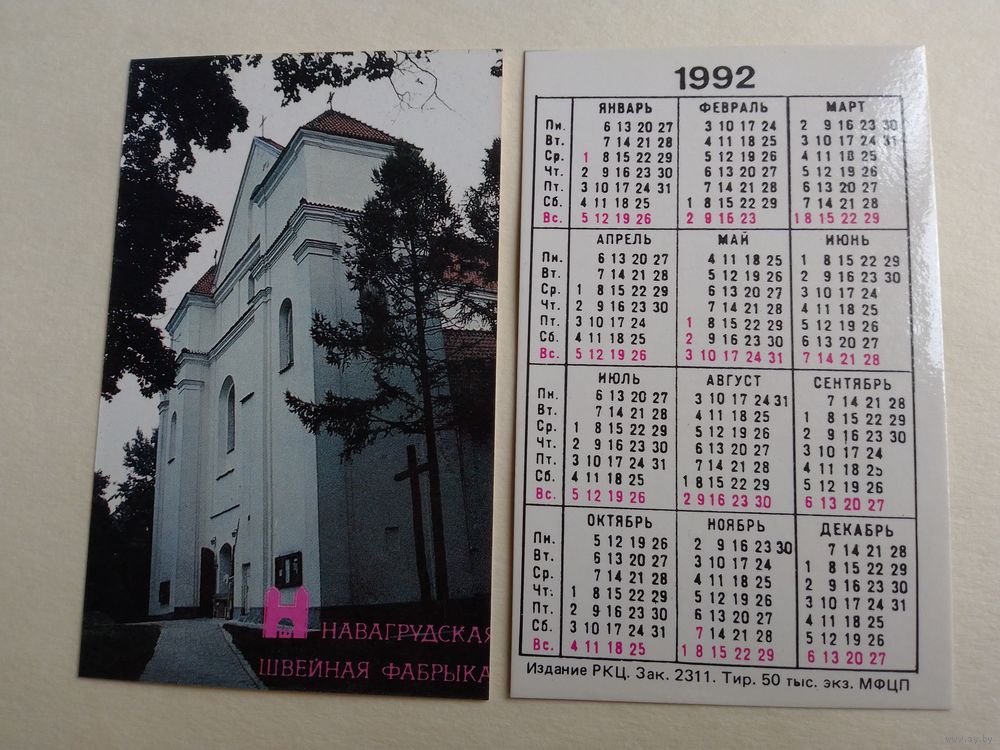 НАВАГРУДСКАЯ
ШВЕЙНАЯ ФАБРЫКА
1992
ЯНВАРЬ ФЕВРАЛЬ МАРТ
Пн. 6 13 20 27 3 10 17 24 2 9 16 23 30
Вт. 7 14 21 28 4 11 18 25 3 10 17 24 31
Ср. 1 8 15 22 29 5 12 19 26 4 11 18 25
Чт. 2 9 16 23 30 6 13 20 27 5 12 19 26
Пт. 3 10 17 24 31 7 14 21 28 6 13 20 27
Сб. 4 11 18 25 1 8 15 22 29 7 14 21 28
Вс. 5 12 19 26 2 9 16 23 1 8 15 22 29
АПРЕЛЬ МАЙ ИЮНЬ
Пн. 6 13 20 27 4 11 18 25 1 8 15 22 29
Вт. 7 14 21 28 5 12 19 26 2 9 16 23 30
Ср. 1 8 15 22 29 6 13 20 27 3 10 17 24
Чт. 2 9 16 23 30 7 14 21 28 4 11 18 25
Пт. 3 10 17 24 1 8 15 22 29 5 12 19 26
Сб. 4 11 18 25 2 9 16 23 30 6 13 20 27
Вс. 5 12 19 26 3 10 17 24 31 7 14 21 28
ИЮЛЬ АВГУСТ СЕНТЯБРЬ
Пн. 6 13 20 27 3 10 17 24 31 7 14 21 28
Вт. 7 14 21 28 4 11 18 25 1 8 15 22 29
Ср. 1 8 15 22 29 5 12 19 26 2 9 16 23 30
Чт. 2 9 16 23 30 6 13 20 27 3 10 17 24
Пт. 3 10 17 24 31 7 14 21 28 4 11 18 25
Сб. 4 11 18 25 1 8 15 22 29 5 12 19 26
Вс. 5 12 19 26 2 9 16 23 30 6 13 20 27
ОКТЯБРЬ НОЯБРЬ ДЕКАБРЬ
Пн. 5 12 19 26 2 9 16 23 30 7 14 21 28
Вт. 6 13 20 27 3 10 17 24 1 8 15 22 29
Ср. 7 14 21 28 4 11 18 25 2 9 16 23 30
Чт. 1 8 15 22 29 5 12 19 26 3 10 17 24 31
Пт. 2 9 16 23 30 6 13 20 27 4 11 18 25
Сб. 3 10 17 24 31 7 14 21 28 5 12 19 26
Вс. 4 11 18 25 1 8 15 22 29 6 13 20 27
Издание РКЦ. Зак. 2311. Тир. 50 тыс. экз. МФЦП
www.ay.by